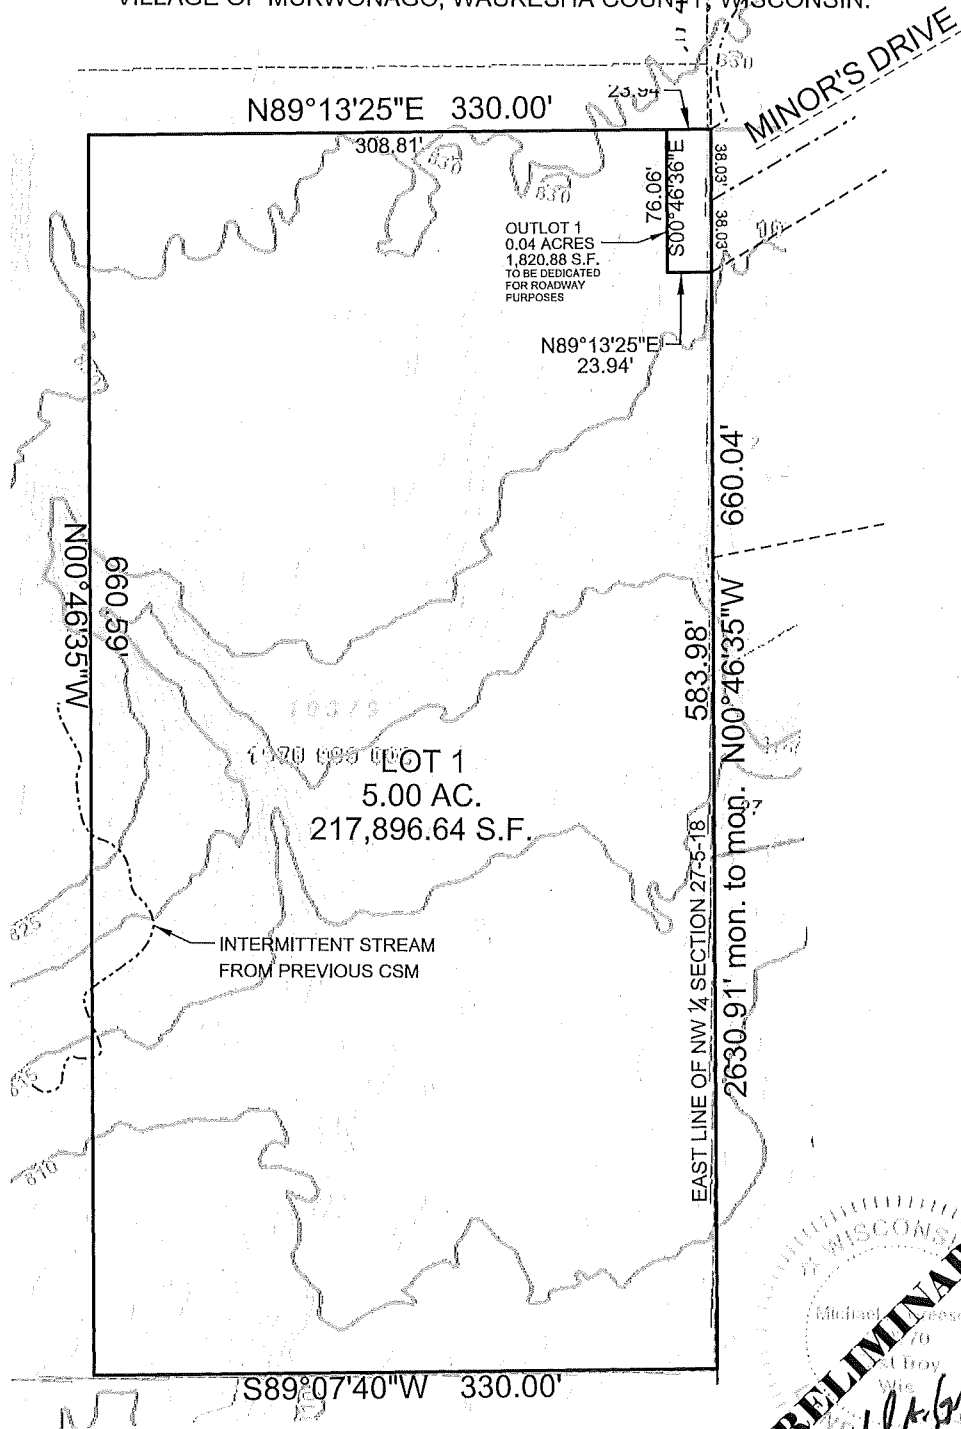 VILLAGE OF MUKWONAGO, WAUKESHA COUNTY, WISCONSIN.
830
MINOR'S DRIVE
23.94'
N89°13'25"E 330.00'
308.81'
830
830
76.06'
S00°46'36"E
38.03'
38.03'
OUTLOT 1
0.04 ACRES
1,820.88 S.F.
TO BE DEDICATED
FOR ROADWAY
PURPOSES
N89°13'25"E
23.94'
660.04'
N00°46'35"W
660.59'
583.98'
LOT 1
5.00 AC.
217,896.64 S.F.
EAST LINE OF NW ¼ SECTION 27-5-18
2630.91' mon. to mon. N00°46'35"W
825
INTERMITTENT STREAM
FROM PREVIOUS CSM
815
810
S89°07'40"W 330.00'
WISCONSI
Michael
Wis
RELIMINAR